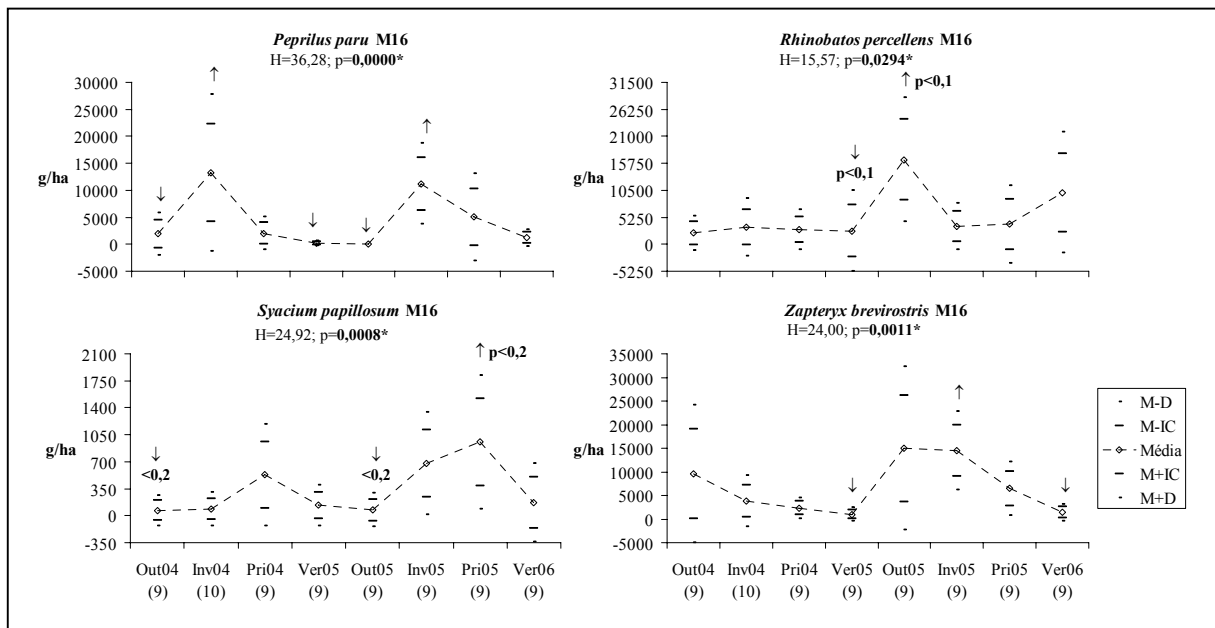 Peprilus paru M16
H=36,28; p=0,0000*
30000
25000
20000
15000
g/ha
10000
5000
0
-5000
↑
↓
↓
↓
↑
Rhinobatos percellens M16
H=15,57; p=0,0294*
31500
26250
21000
15750
g/ha
10500
5250
0
-5250
↑ p<0,1
↓
p<0,1
Syacium papillosum M16
H=24,92; p=0,0008*
2100
1750
1400
1050
g/ha
700
350
0
-350
↑ p<0,2
↓
<0,2
↓
<0,2
Out04 Inv04 Pri04 Ver05 Out05 Inv05 Pri05 Ver06
(9) (10) (9) (9) (9) (9) (9) (9)
Zapteryx brevirostris M16
H=24,00; p=0,0011*
35000
30000
25000
20000
15000
g/ha
10000
5000
0
-5000
↑
↓
↓
Out04 Inv04 Pri04 Ver05 Out05 Inv05 Pri05 Ver06
(9) (10) (9) (9) (9) (9) (9) (9)
M-D
M-IC
Média
M+IC
M+D